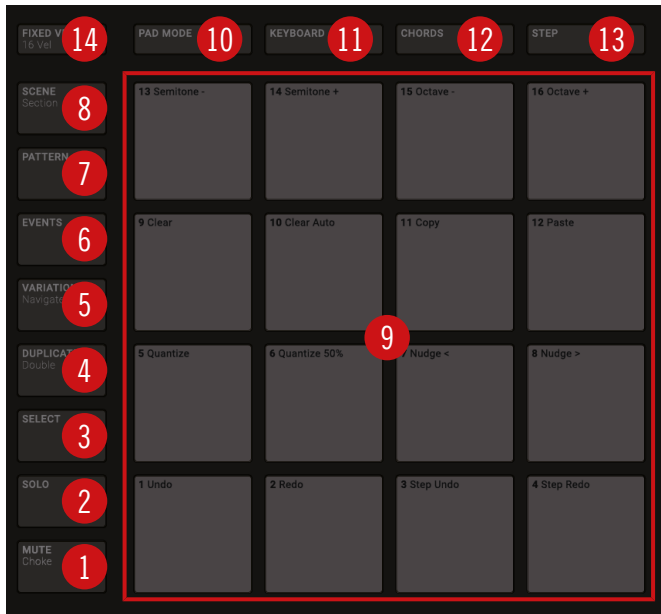 FIXED V
16 Vel
14
PAD MODE
10
KEYBOARD
11
CHORDS
12
STEP
13
SCENE
Section
8
13 Semitone -
14 Semitone +
15 Octave -
16 Octave +
PATTERN
7
EVENTS
6
9 Clear
10 Clear Auto
11 Copy
12 Paste
VARIATIO
Navigate
5
9
DUPLICAT
Double
4
5 Quantize
6 Quantize 50%
Nudge <
8 Nudge >
SELECT
3
SOLO
2
1 Undo
2 Redo
3 Step Undo
4 Step Redo
MUTE
Choke
1